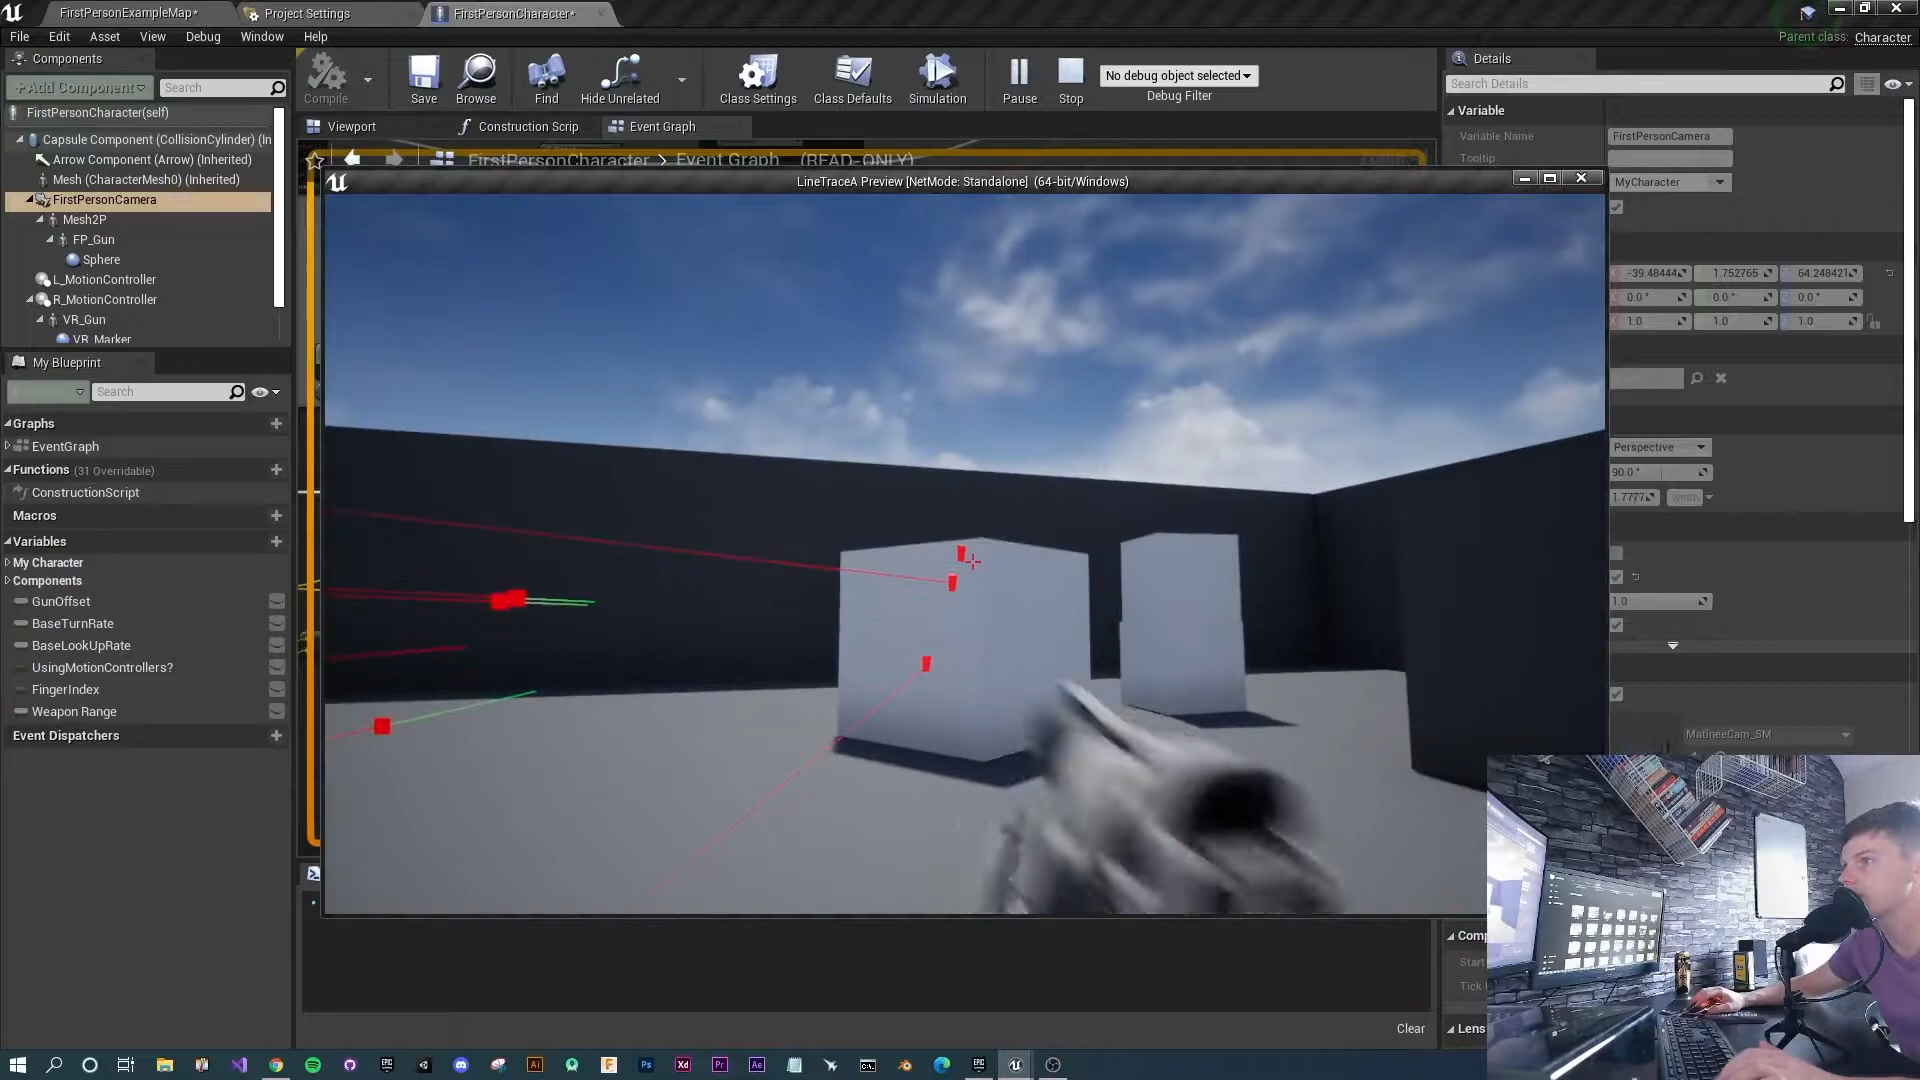 FirstPersonExampleMap*
Project Settings
FirstPersonCharacter*
File Edit Asset View Debug Window Help
Parent class: Character
Components
+Add Component
Search
FirstPersonCharacter(self)
Capsule Component (CollisionCylinder) (In
Arrow Component (Arrow) (Inherited)
Mesh (CharacterMesh0) (Inherited)
FirstPersonCamera
Mesh2P
FP_Gun
Sphere
L_MotionController
R_MotionController
VR_Gun
VR_Marker
Compile
Save
Browse
Find
Hide Unrelated
Class Settings
Class Defaults
Simulation
Pause
Stop
No debug object selected
Debug Filter
Viewport
Construction Scrip
Event Graph
FirstPersonCharacter > Event Graph (READ-ONLY)
LineTraceA Preview [NetMode: Standalone] (64-bit/Windows)
My Blueprint
Search
Graphs
EventGraph
Functions (31 Overridable)
ConstructionScript
Macros
Variables
My Character
Components
GunOffset
BaseTurnRate
BaseLookUpRate
UsingMotionControllers?
FingerIndex
Weapon Range
Event Dispatchers
Details
Search Details
Variable
Variable Name
FirstPersonCamera
Tooltip
MyCharacter
-39.48444
1.752765
64.248421
0.0 °
0.0 °
0.0 °
1.0
1.0
1.0
Perspective
90.0 °
1.7777
1.0
MatineeCam_SM
Comp
Start
Tick
Lens
Clear